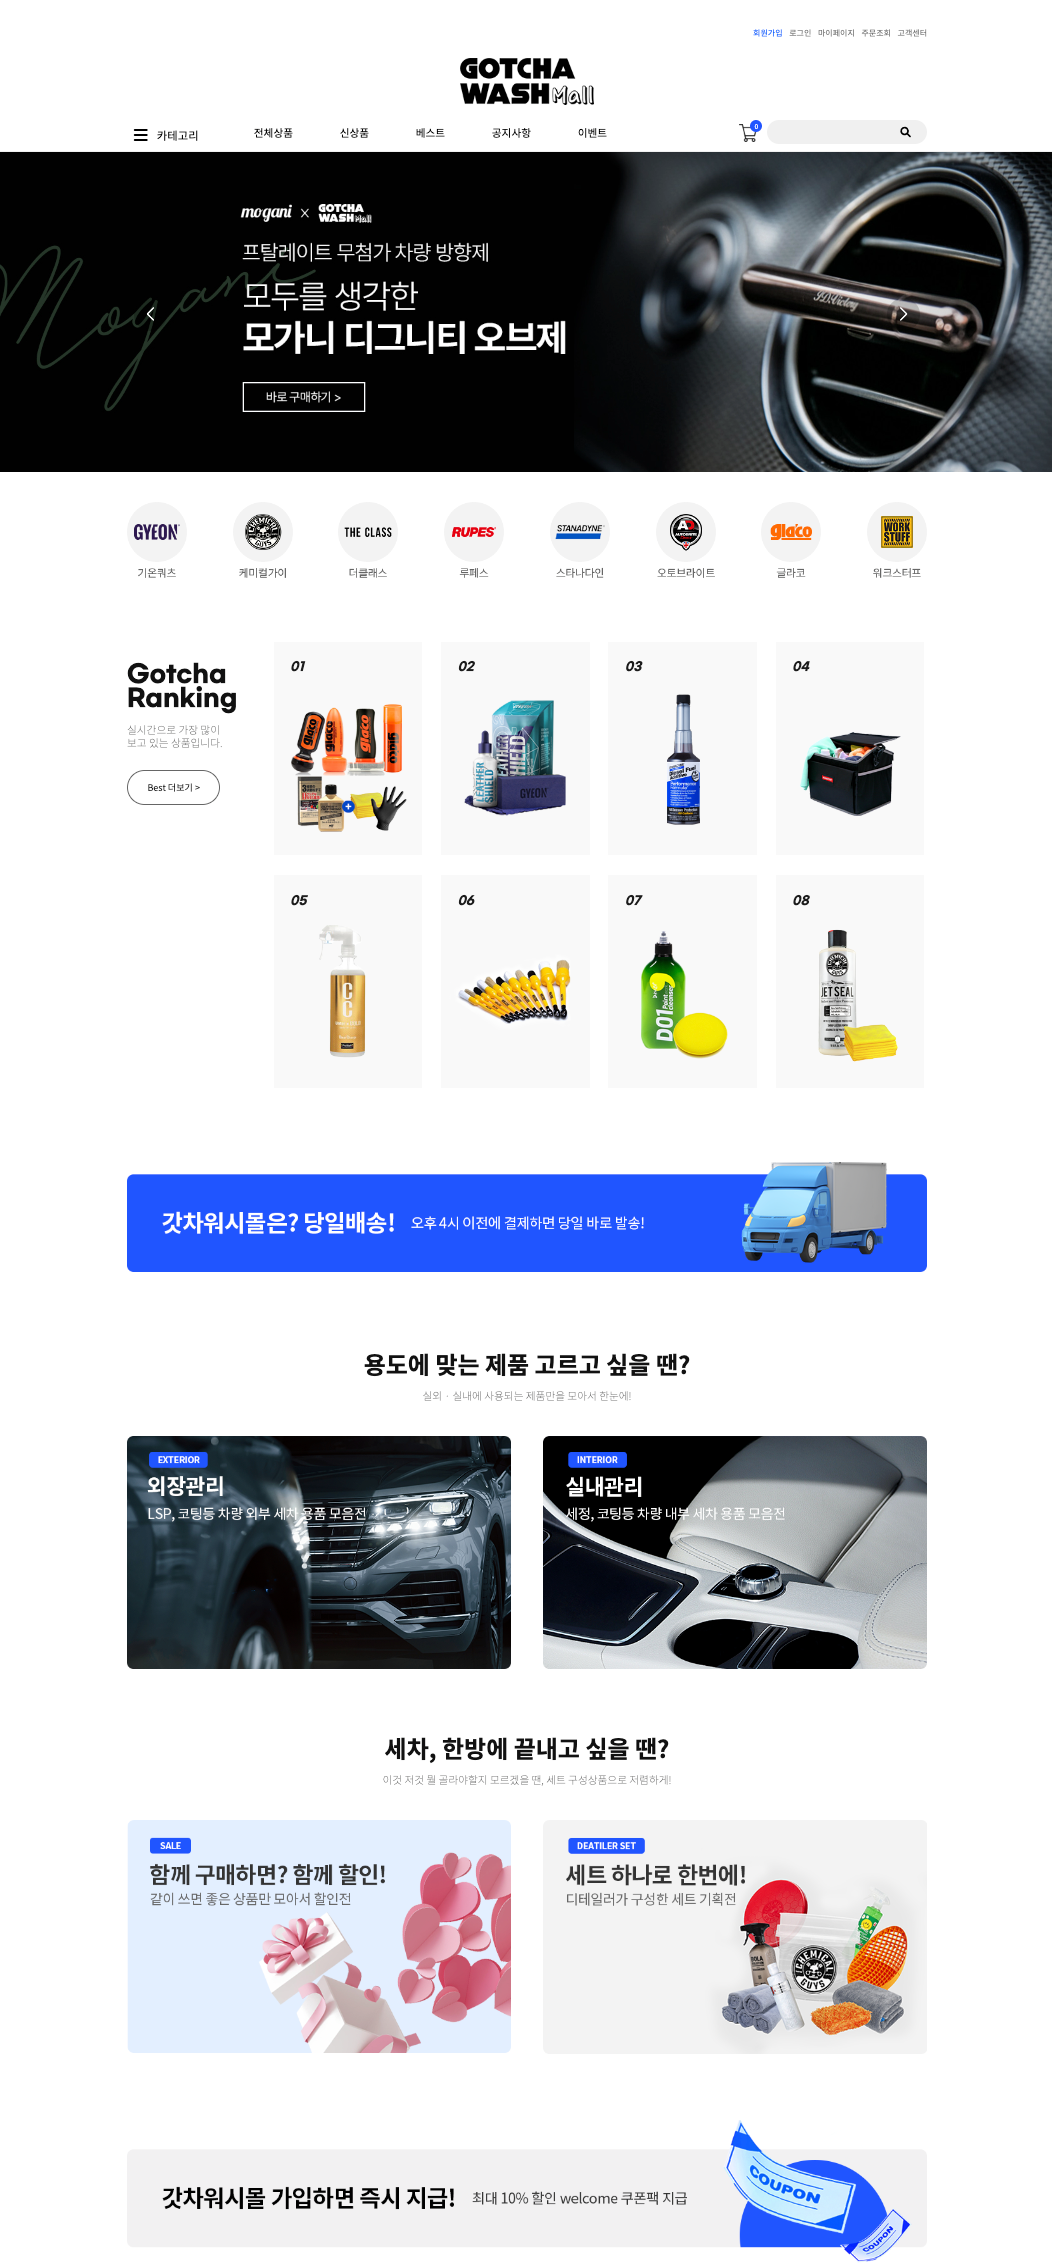 회원가입 로그인 마이페이지 주문조회 고객센터
GOTCHA
WASH Mall
카테고리 전체상품 신상품 베스트 공지사항 이벤트 0
mogani X GOTCHA WASH Mall
프탈레이트 무첨가 차량 방향제
모두를 생각한
모가니 디그니티 오브제
바로 구매하기 >
Mogani
GYEON CHEMICAL GUYS THE CLASS RUPES STANADYNE AUTOBRITE glaco WORK STUFF
기온쿼츠 케미컬가이 더클래스 루페스 스타나다인 오토브라이트 글라코 워크스터프
Gotcha
Ranking
실시간으로 가장 많이
보고 있는 상품입니다.
Best 더보기 >
01 02 03 04
glaco glaco glaco glaco
LEATHER SHIELD
GYEON
Performance
05 06 07 08
D01 Paint Cleanser
CHEMICAL GUYS
JETSEAL
갓차워시몰은? 당일배송! 오후 4시 이전에 결제하면 당일 바로 발송!
용도에 맞는 제품 고르고 싶을 땐?
실외 · 실내에 사용되는 제품만을 모아서 한눈에!
EXTERIOR
외장관리
LSP, 코팅등 차량 외부 세차 용품 모음전
INTERIOR
실내관리
세정, 코팅등 차량 내부 세차 용품 모음전
세차, 한방에 끝내고 싶을 땐?
이것 저것 뭘 골라야할지 모르겠을 땐, 세트 구성상품으로 저렴하게!
SALE
함께 구매하면? 함께 할인!
같이 쓰면 좋은 상품만 모아서 할인전
DEATILER SET
세트 하나로 한번에!
디테일러가 구성한 세트 기획전
CHEMICAL GUYS
갓차워시몰 가입하면 즉시 지급! 최대 10% 할인 welcome 쿠폰팩 지급
COUPON
COUPON